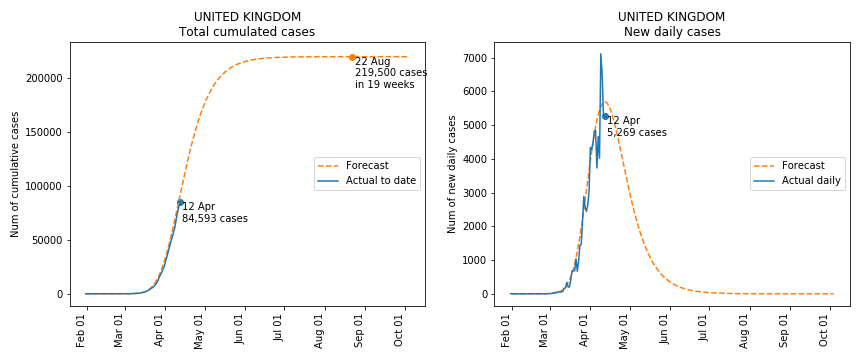 UNITED KINGDOM
Total cumulated cases
Num of cumulative cases
200000
150000
100000
50000
0
22 Aug
219,500 cases
in 19 weeks
Forecast
Actual to date
12 Apr
84,593 cases
Feb 01
Mar 01
Apr 01
May 01
Jun 01
Jul 01
Aug 01
Sep 01
Oct 01
UNITED KINGDOM
New daily cases
Num of new daily cases
7000
6000
5000
4000
3000
2000
1000
0
12 Apr
5,269 cases
Forecast
Actual daily
Feb 01
Mar 01
Apr 01
May 01
Jun 01
Jul 01
Aug 01
Sep 01
Oct 01